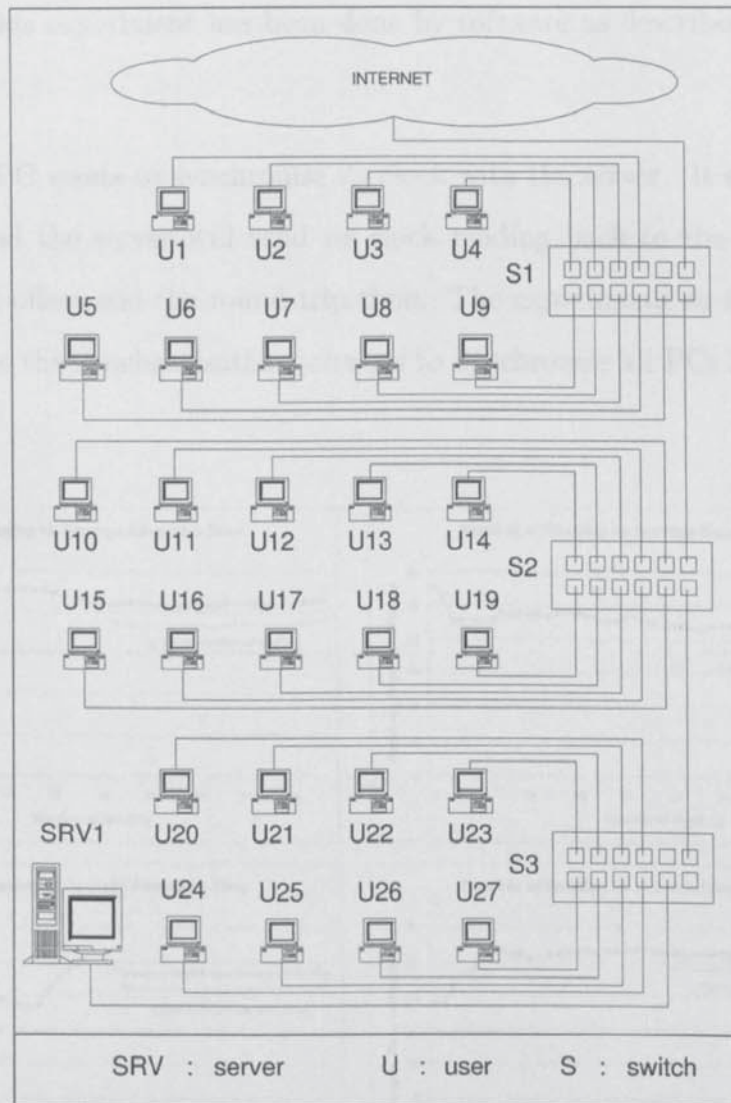 INTERNET
U1 U2 U3 U4
S1
U5 U6 U7 U8 U9
U10 U11 U12 U13 U14
S2
U15 U16 U17 U18 U19
SRV1 U20 U21 U22 U23
S3
U24 U25 U26 U27
SRV : server U : user S : switch